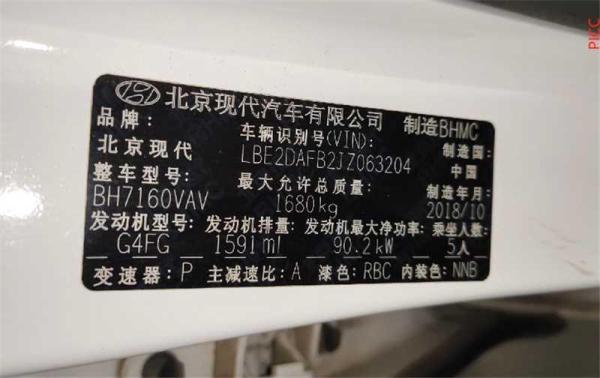 北京现代汽车有限公司 制造BHMC
品牌: 车辆识别号(VIN): 制造国:
北京现代 LBE2DAFB2JZ063204 中国
整车型号: 最大允许总质量: 制造年月:
BH7160VAV 1680kg 2018/10
发动机型号: 发动机排量: 发动机最大净功率: 乘坐人数:
G4FG 1591ml 90.2kW 5人
变速器: P 主减速比: A 漆色: RBC 内装色: NNB
PICC